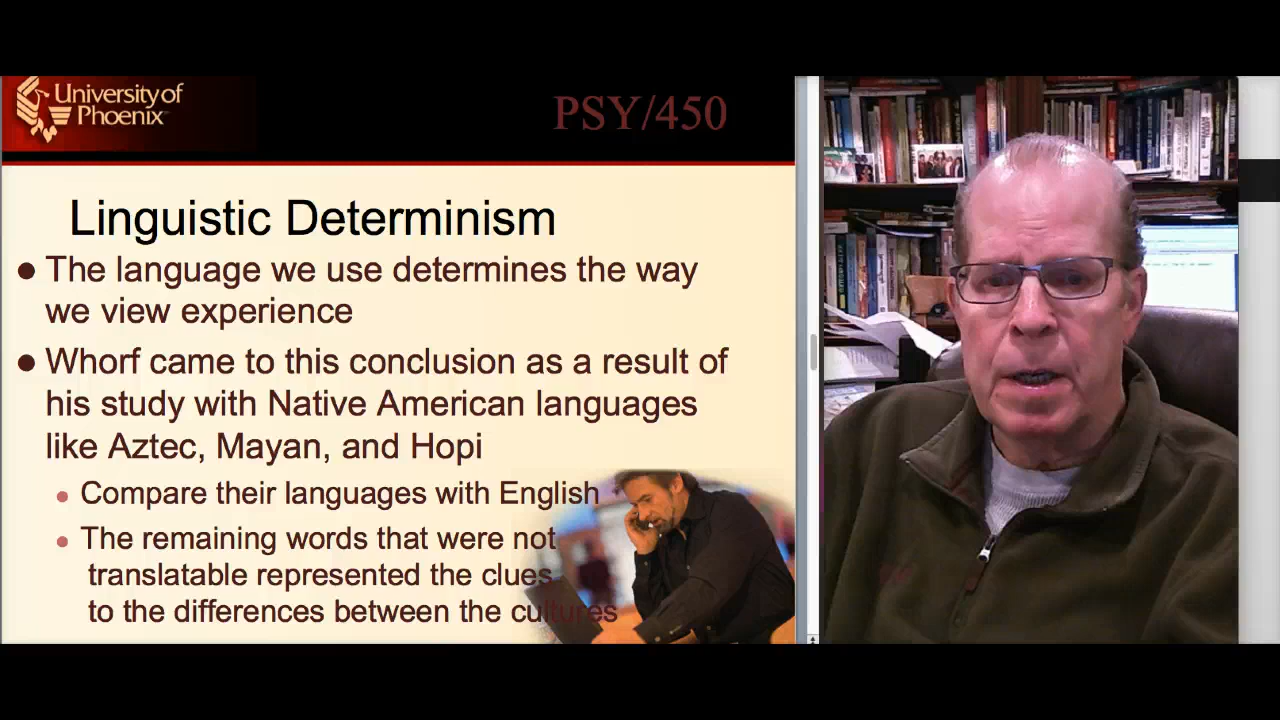 University of
Phoenix
PSY/450
Linguistic Determinism
● The language we use determines the way
we view experience
● Whorf came to this conclusion as a result of
his study with Native American languages
like Aztec, Mayan, and Hopi
● Compare their languages with English
● The remaining words that were not
translatable represented the clues
to the differences between the cultures